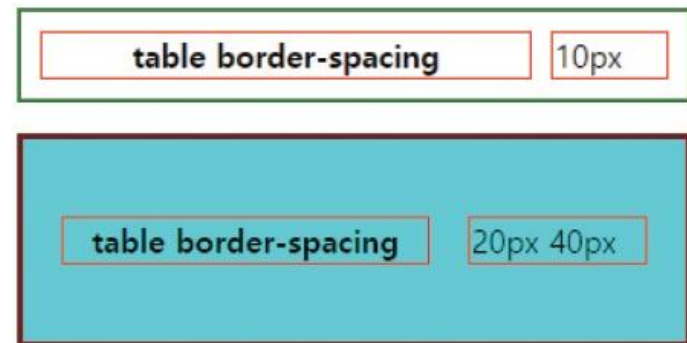 table border-spacing 10px
table border-spacing 20px 40px